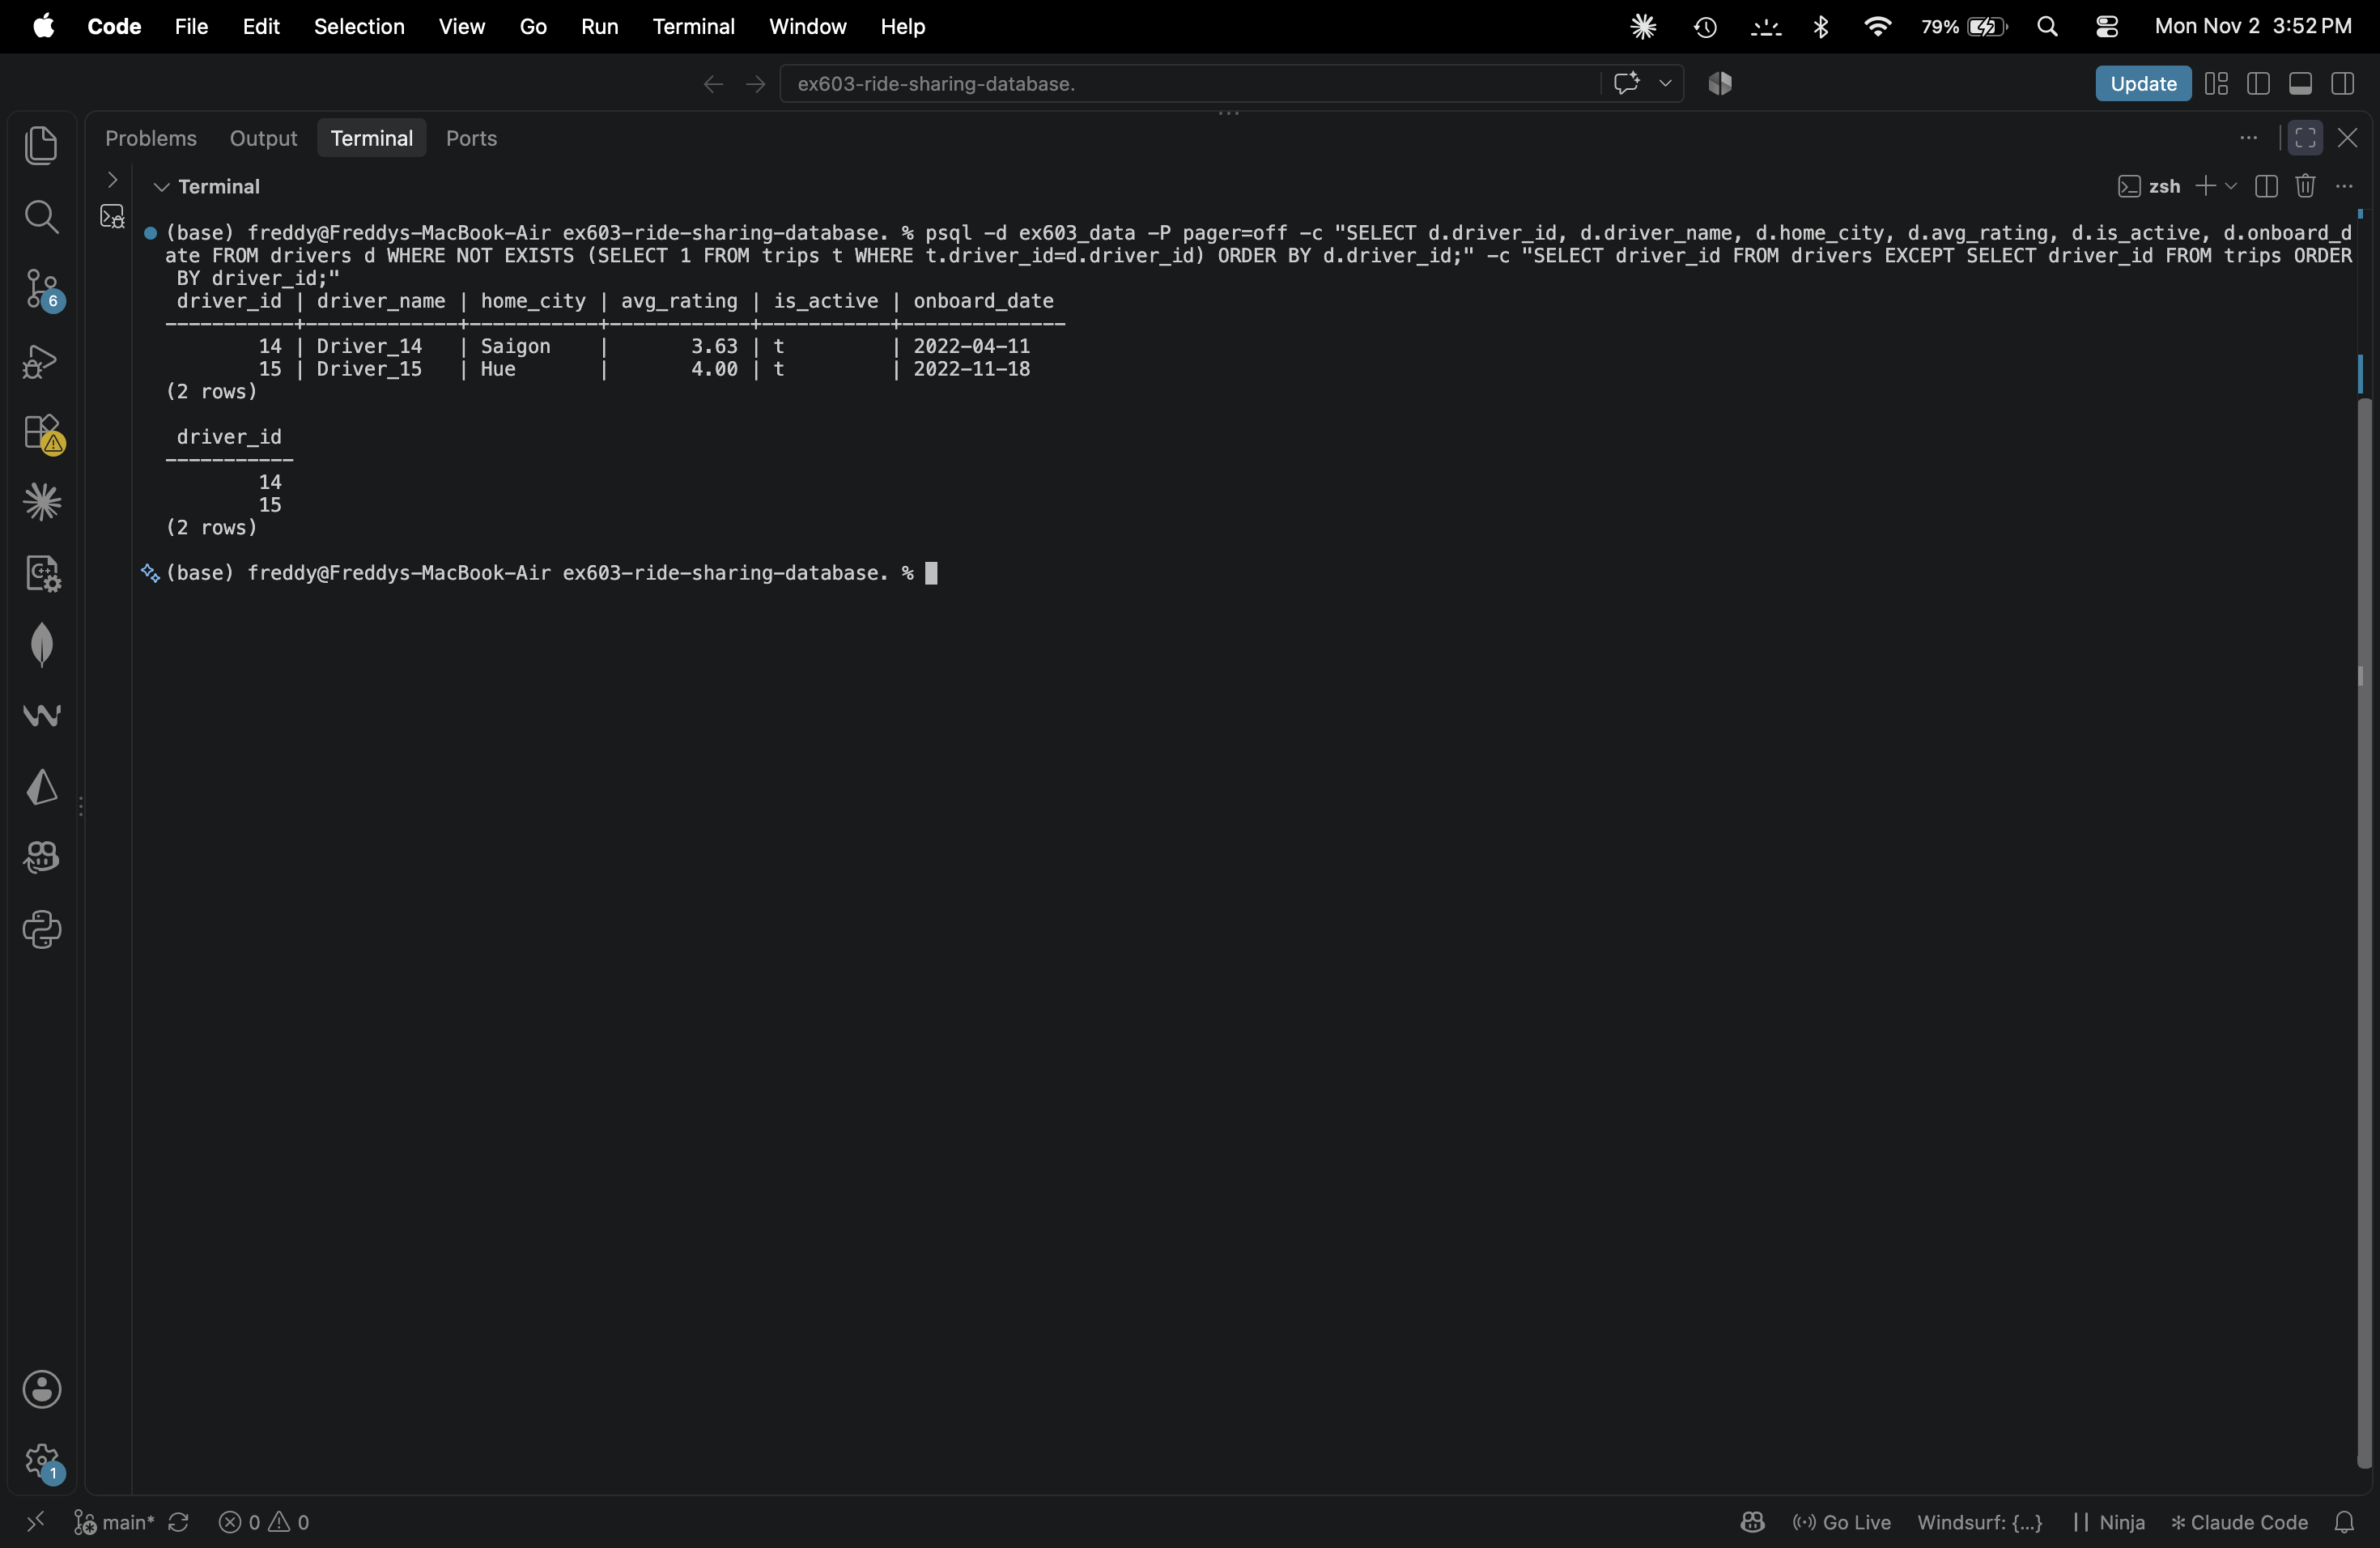 Code File Edit Selection View Go Run Terminal Window Help 79% Mon Nov 2 3:52 PM
ex603-ride-sharing-database. Update
Problems Output Terminal Ports
Terminal zsh
(base) freddy@Freddys-MacBook-Air ex603-ride-sharing-database. % psql -d ex603_data -P pager=off -c "SELECT d.driver_id, d.driver_name, d.home_city, d.avg_rating, d.is_active, d.onboard_d
ate FROM drivers d WHERE NOT EXISTS (SELECT 1 FROM trips t WHERE t.driver_id=d.driver_id) ORDER BY d.driver_id;" -c "SELECT driver_id FROM drivers EXCEPT SELECT driver_id FROM trips ORDER
 BY driver_id;"
 driver_id | driver_name | home_city | avg_rating | is_active | onboard_date
-----------+-------------+-----------+------------+-----------+--------------
        14 | Driver_14   | Saigon    |       3.63 | t         | 2022-04-11
        15 | Driver_15   | Hue       |       4.00 | t         | 2022-11-18
(2 rows)
 driver_id
-----------
        14
        15
(2 rows)
(base) freddy@Freddys-MacBook-Air ex603-ride-sharing-database. %
6
C++
1
main* 0 0 Go Live Windsurf: {...} Ninja Claude Code